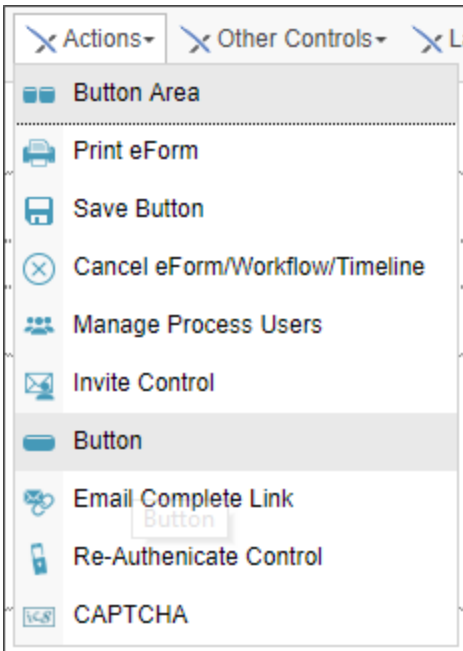 Actions Other Controls L
Button Area
Print eForm
Save Button
Cancel eForm/Workflow/Timeline
Manage Process Users
Invite Control
Button
Email Complete Link
Button
Re-Authenicate Control
CAPTCHA